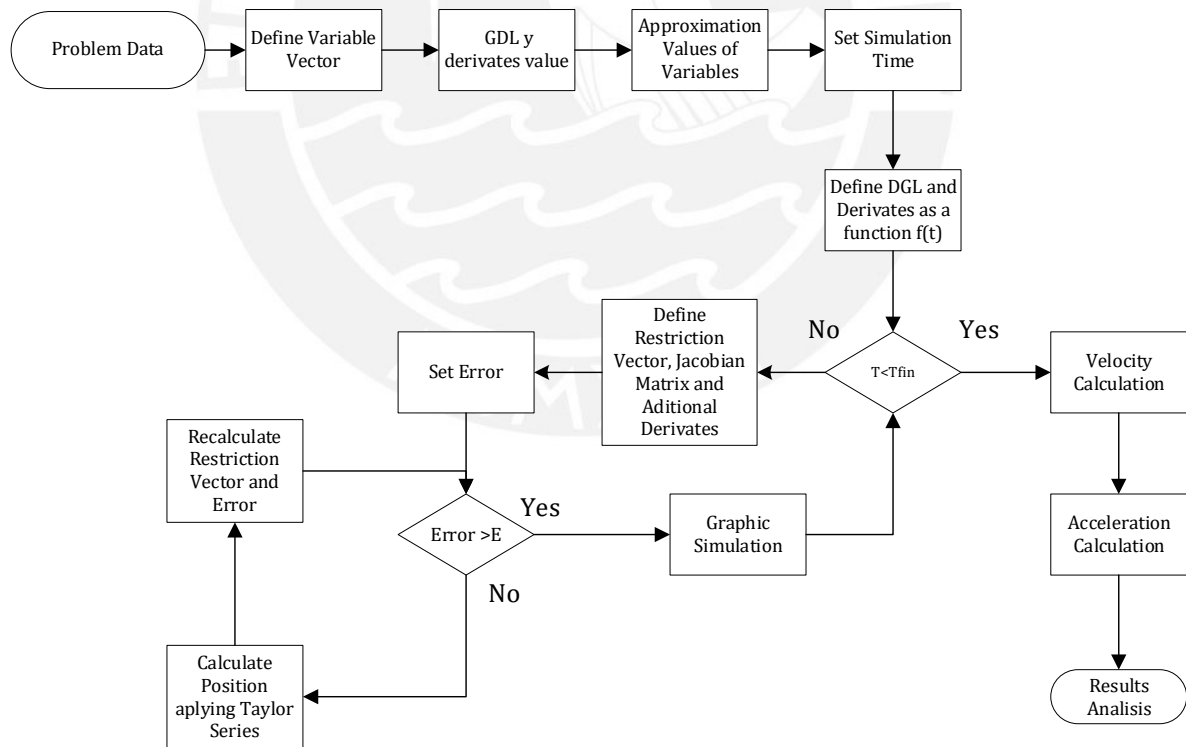 Problem Data
Define Variable
Vector
GDL y
derivates value
Approximation
Values of
Variables
Set Simulation
Time
Define DGL and
Derivates as a
function f(t)
No
Yes
T<Tfin
Define
Restriction
Vector, Jacobian
Matrix and
Aditional
Derivates
Set Error
Velocity
Calculation
Recalculate
Restriction
Vector and
Error
Error >E
Yes
No
Graphic
Simulation
Acceleration
Calculation
Calculate
Position
aplying Taylor
Series
Results
Analisis